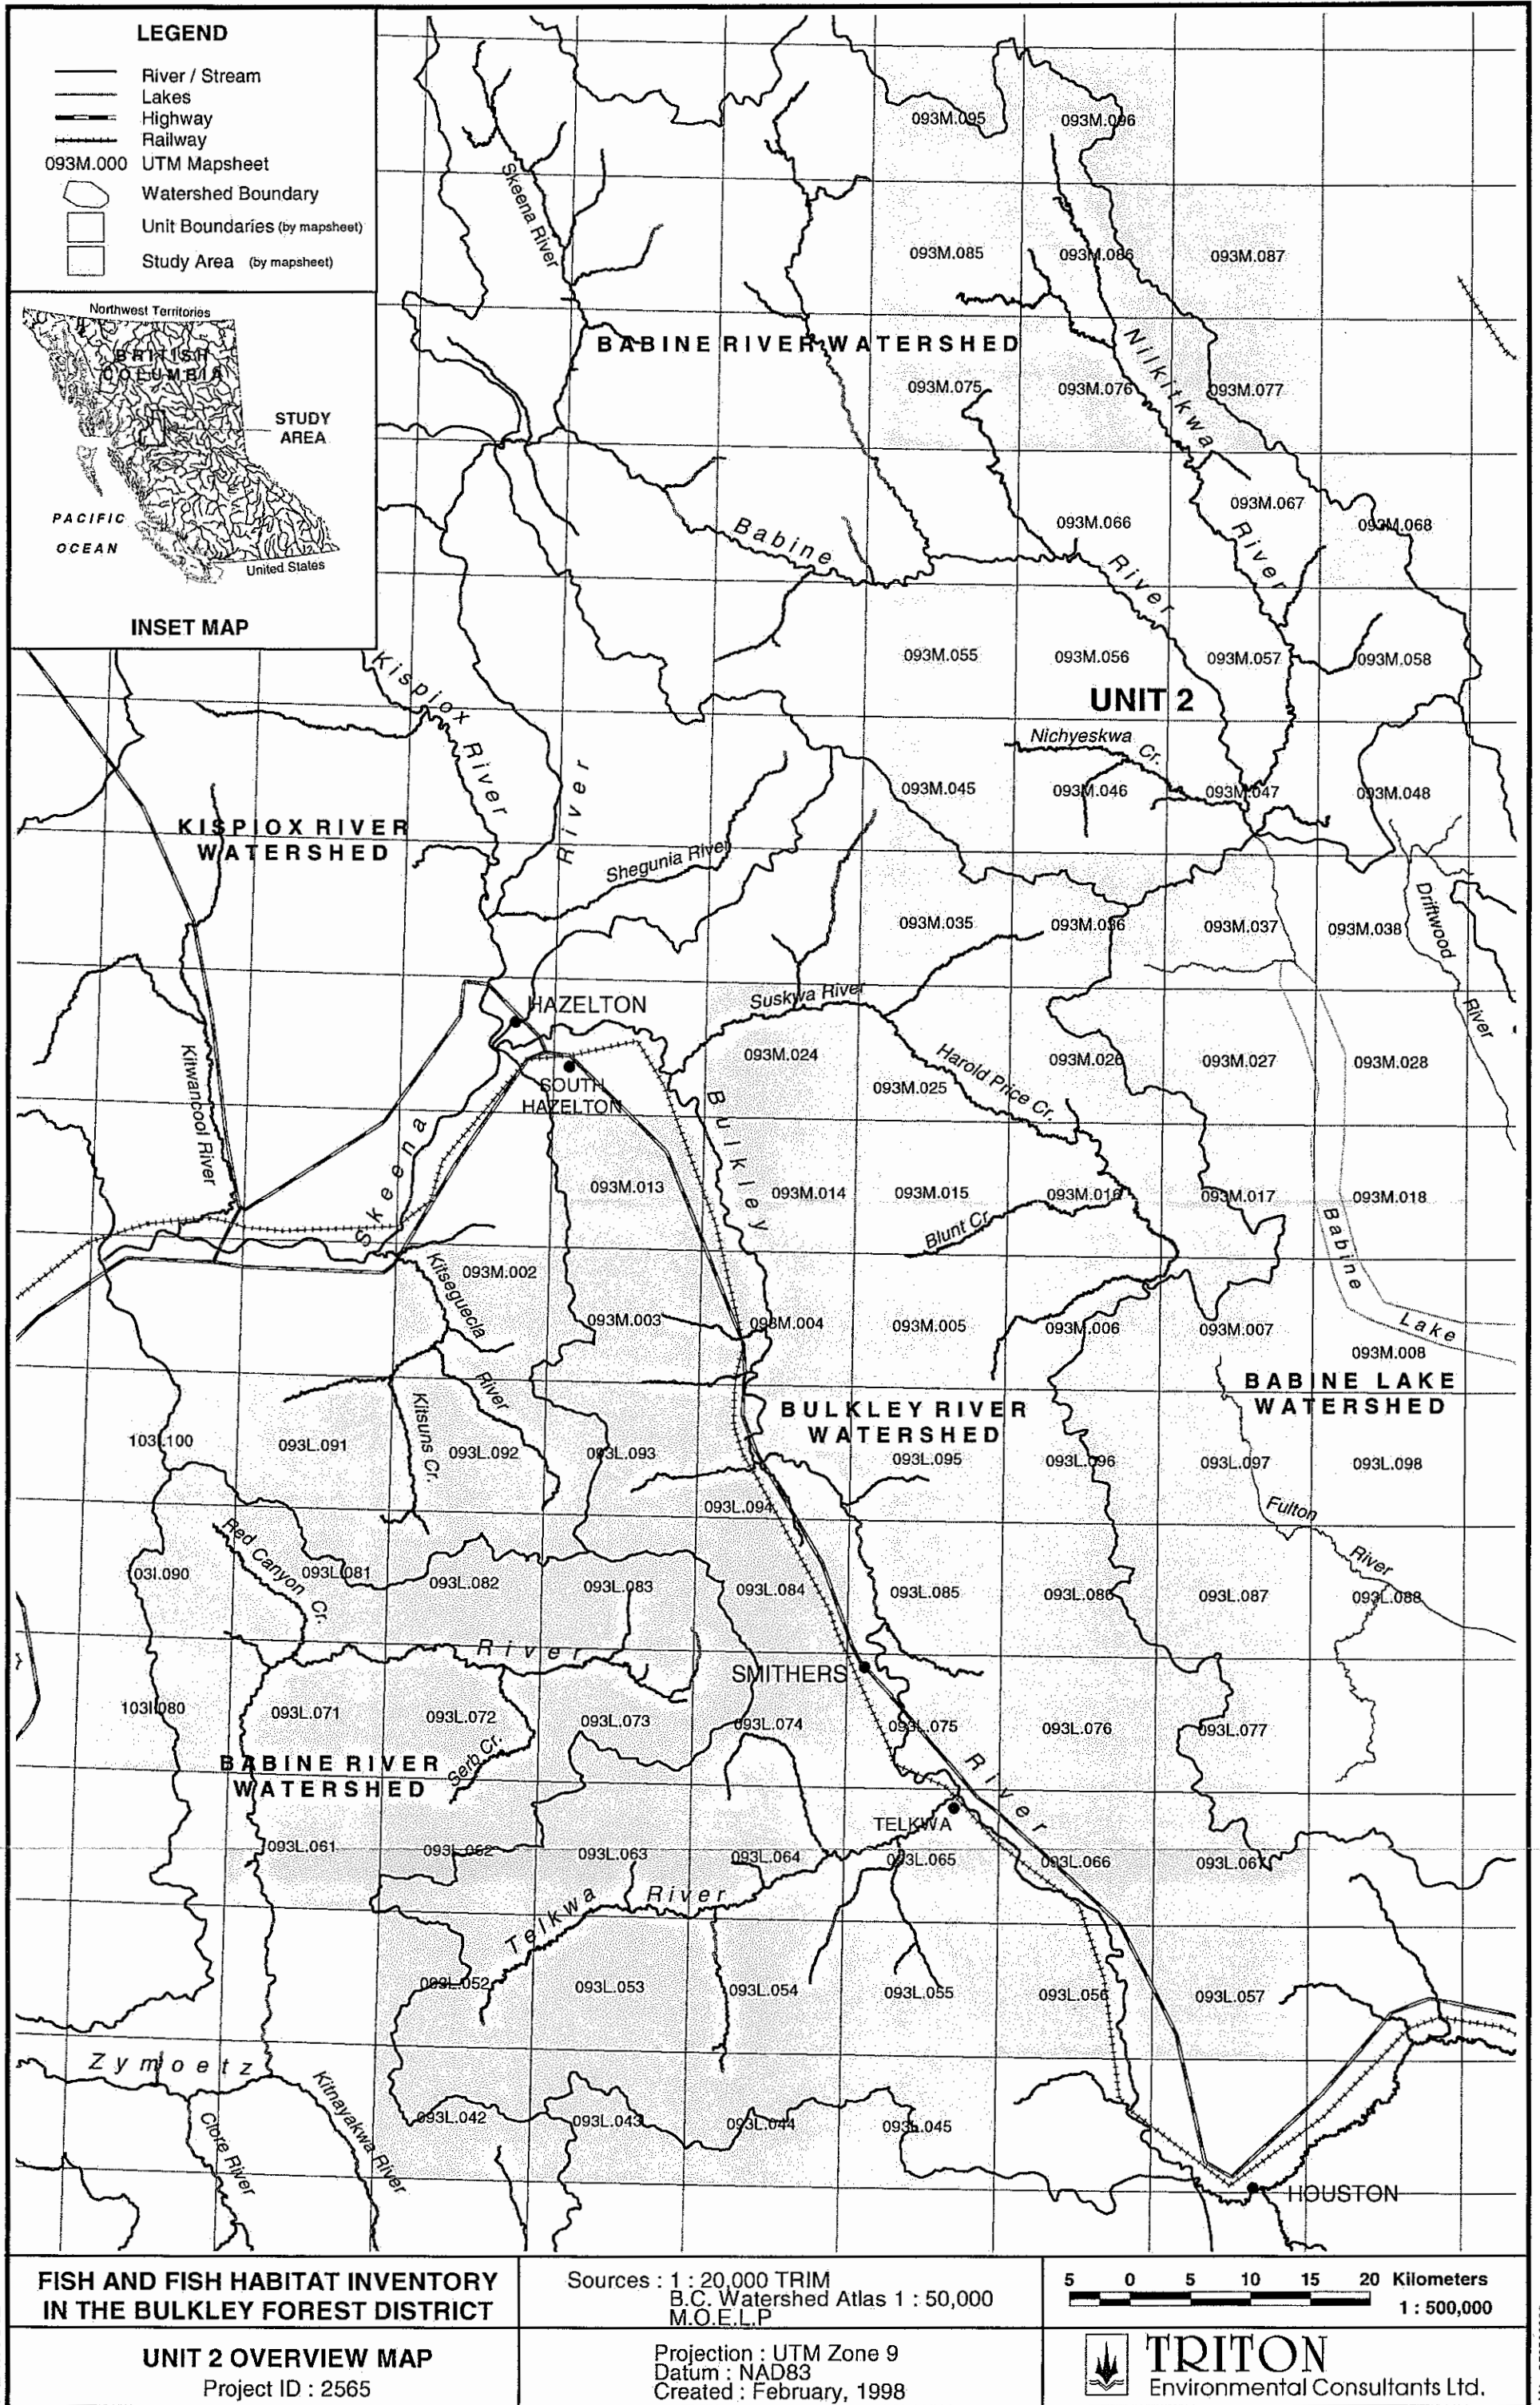 LEGEND
River / Stream
Lakes
Highway
Railway
093M.000 UTM Mapsheet
Watershed Boundary
Unit Boundaries (by mapsheet)
Study Area (by mapsheet)
Northwest Territories
BRITISH
COLUMBIA
STUDY
AREA
PACIFIC
OCEAN
United States
INSET MAP
093M.095
093M.096
Skeena River
093M.085
093M.086
093M.087
BABINE RIVER WATERSHED
Nilkitkwa
093M.075
093M.076
093M.077
093M.067
093M.066
093M.068
Babine
River
River
093M.055
093M.056
093M.057
093M.058
Kispiox
River
UNIT 2
Nichyeskwa
Cr.
River
093M.045
093M.046
093M.047
093M.048
KISPIOX RIVER
WATERSHED
Shegunia River
093M.035
093M.036
093M.037
093M.038
Driftwood
River
Suskwa River
HAZELTON
093M.024
093M.025
093M.026
093M.027
093M.028
Harold Price Cr.
SOUTH
HAZELTON
Kitwancool River
Bulkley
Skeena
093M.013
093M.014
093M.015
093M.016
093M.017
093M.018
Blunt Cr.
Babine
Lake
093M.002
Kitseguecla
River
093M.003
093M.004
093M.005
093M.006
093M.007
093M.008
BABINE LAKE
WATERSHED
BULKLEY RIVER
WATERSHED
Kitsuns Cr.
103I.100
093L.091
093L.092
093L.093
093L.095
093L.096
093L.097
093L.098
093L.094
Fulton
River
Red Canyon
Cr.
03I.090
093L.081
093L.082
093L.083
093L.084
093L.085
093L.086
093L.087
093L.088
River
SMITHERS
103I.080
093L.071
093L.072
093L.073
093L.074
093L.075
093L.076
093L.077
BABINE RIVER
WATERSHED
Serb Cr.
River
TELKWA
093L.061
093L.062
093L.063
093L.064
093L.065
093L.066
093L.067
Telkwa
River
093L.052
093L.053
093L.054
093L.055
093L.056
093L.057
Zymoetz
Clore River
Kitnayakwa River
093L.042
093L.043
093L.044
093L.045
HOUSTON
FISH AND FISH HABITAT INVENTORY
IN THE BULKLEY FOREST DISTRICT
UNIT 2 OVERVIEW MAP
Project ID : 2565
Sources : 1 : 20,000 TRIM
B.C. Watershed Atlas 1 : 50,000
M.O.E.L.P
Projection : UTM Zone 9
Datum : NAD83
Created : February, 1998
5 0 5 10 15 20 Kilometers
1 : 500,000
TRITON
Environmental Consultants Ltd.